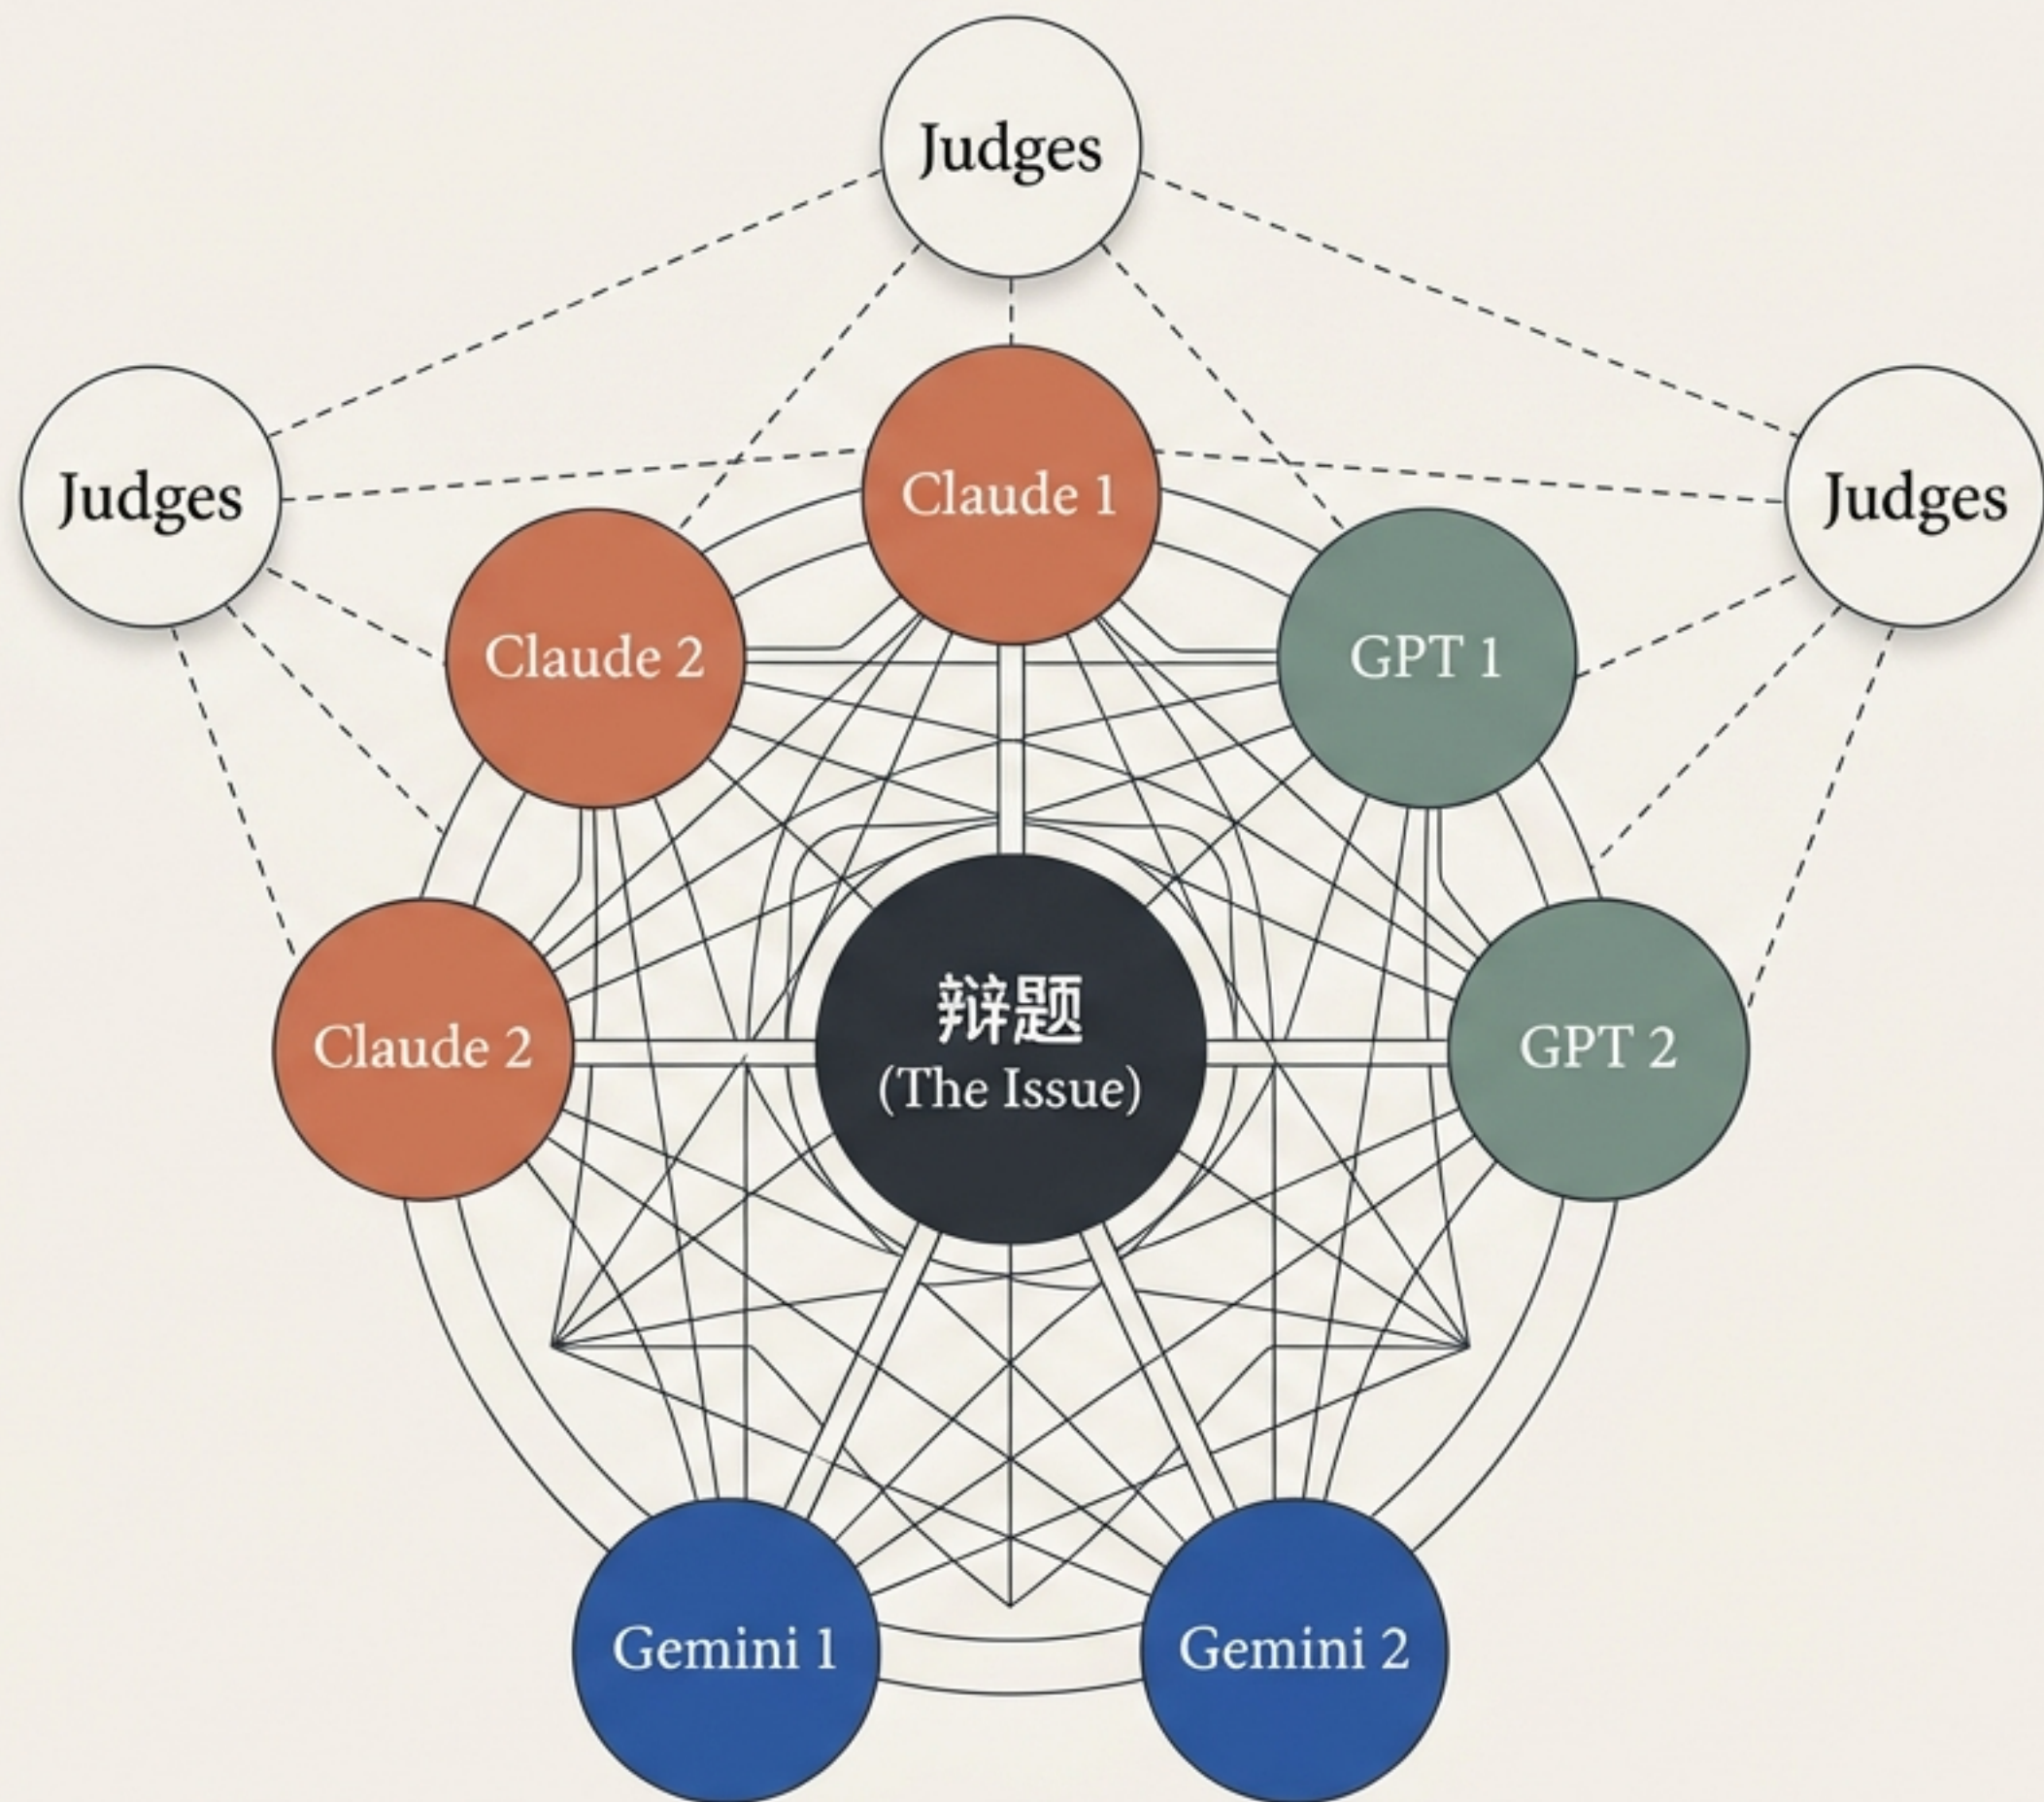 Judges
Judges
Claude 1
Judges
Claude 2
GPT 1
Claude 2
辩题
(The Issue)
GPT 2
Gemini 1
Gemini 2